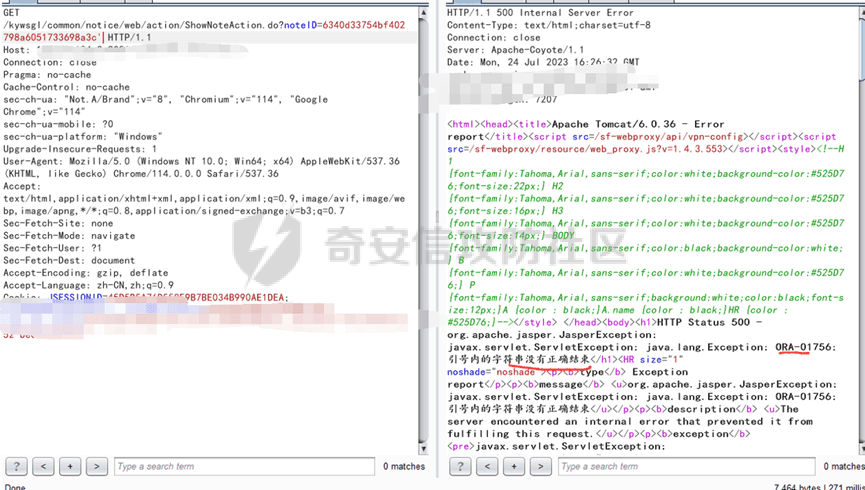 GET
/kywsgl/common/notice/web/action/ShowNoteAction.do?noteID=6340d33754bf402
798a6051733698a3c' HTTP/1.1
Host:
Connection: close
Pragma: no-cache
Cache-Control: no-cache
sec-ch-ua: "Not.A/Brand";v="8", "Chromium";v="114", "Google
Chrome";v="114"
sec-ch-ua-mobile: ?0
sec-ch-ua-platform: "Windows"
Upgrade-Insecure-Requests: 1
User-Agent: Mozilla/5.0 (Windows NT 10.0; Win64; x64) AppleWebKit/537.36
(KHTML, like Gecko) Chrome/114.0.0.0 Safari/537.36
Accept:
text/html,application/xhtml+xml,application/xml;q=0.9,image/avif,image/we
bp,image/apng,*/*;q=0.8,application/signed-exchange;v=b3;q=0.7
Sec-Fetch-Site: none
Sec-Fetch-Mode: navigate
Sec-Fetch-User: ?1
Sec-Fetch-Dest: document
Accept-Encoding: gzip, deflate
Accept-Language: zh-CN,zh;q=0.9
? < + > Type a search term 0 matches
Done
HTTP/1.1 500 Internal Server Error
Content-Type: text/html;charset=utf-8
Connection: close
Server: Apache-Coyote/1.1
Date: Mon, 24 Jul 2023 16:26:32 GMT
7207
<html><head><title>Apache Tomcat/6.0.36 - Error
report</title><script src=/sf-webproxy/api/vpn-config></script><script
src=/sf-webproxy/resource/web_proxy.js?v=1.4.3.553></script><style><!--H
1
{font-family:Tahoma,Arial,sans-serif;color:white;background-color:#525D7
6;font-size:22px;} H2
{font-family:Tahoma,Arial,sans-serif;color:white;background-color:#525D7
6;font-size:16px;} H3
{font-family:Tahoma,Arial,sans-serif;color:white;background-color:#525D7
6;font-size:14px;} BODY
{font-family:Tahoma,Arial,sans-serif;color:black;background-color:white;
} B
{font-family:Tahoma,Arial,sans-serif;color:white;background-color:#525D7
6;} P
{font-family:Tahoma,Arial,sans-serif;background:white;color:black;font-s
ize:12px;}A {color : black;}A.name {color : black;}HR {color :
#525D76;}--></style> </head><body><h1>HTTP Status 500 -
org.apache.jasper.JasperException:
javax.servlet.ServletException: java.lang.Exception: ORA-01756:
引号内的字符串没有正确结束</h1><HR size="1"
noshade="noshade"><p><b>type</b> Exception
report</p><p><b>message</b> <u>org.apache.jasper.JasperException:
javax.servlet.ServletException: java.lang.Exception: ORA-01756:
引号内的字符串没有正确结束</u></p><p><b>description</b> <u>The
server encountered an internal error that prevented it from
fulfilling this request.</u></p><p><b>exception</b>
<pre>javax.servlet.ServletException:
? < + > Type a search term 0 matches
7,464 bytes | 271 millis
奇安信攻防社区